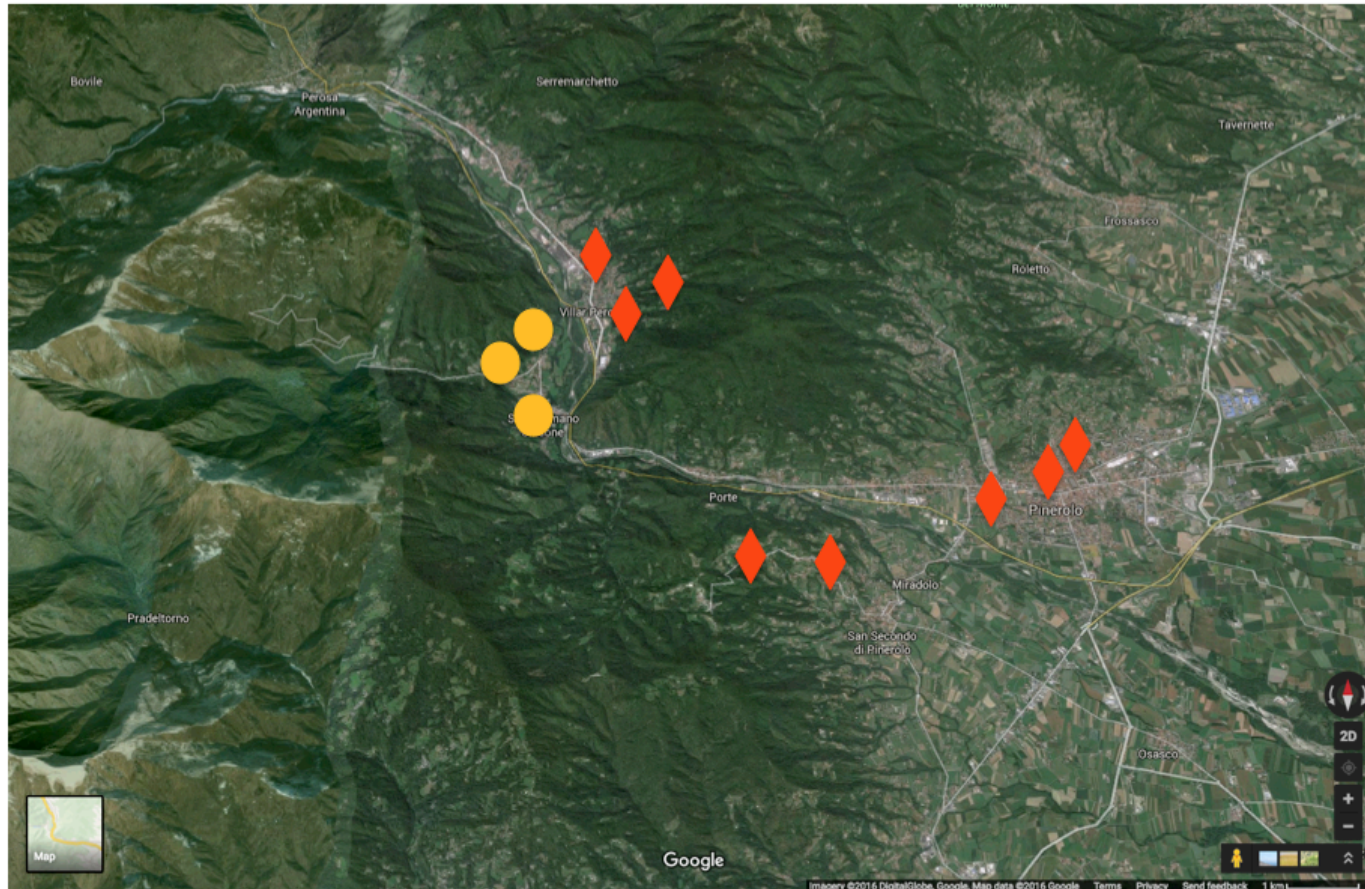 Bovile
Perosa
Argentina
Serremarchetto
Tavernette
Frossasco
Roletto
Villar
Porte
Pinerolo
Miradolo
Pradeltorno
San Secondo
di Pinerolo
Osasco
2D
Map
Google
Imagery ©2016 DigitalGlobe, Google, Map data ©2016 Google Terms Privacy Send feedback 1 km